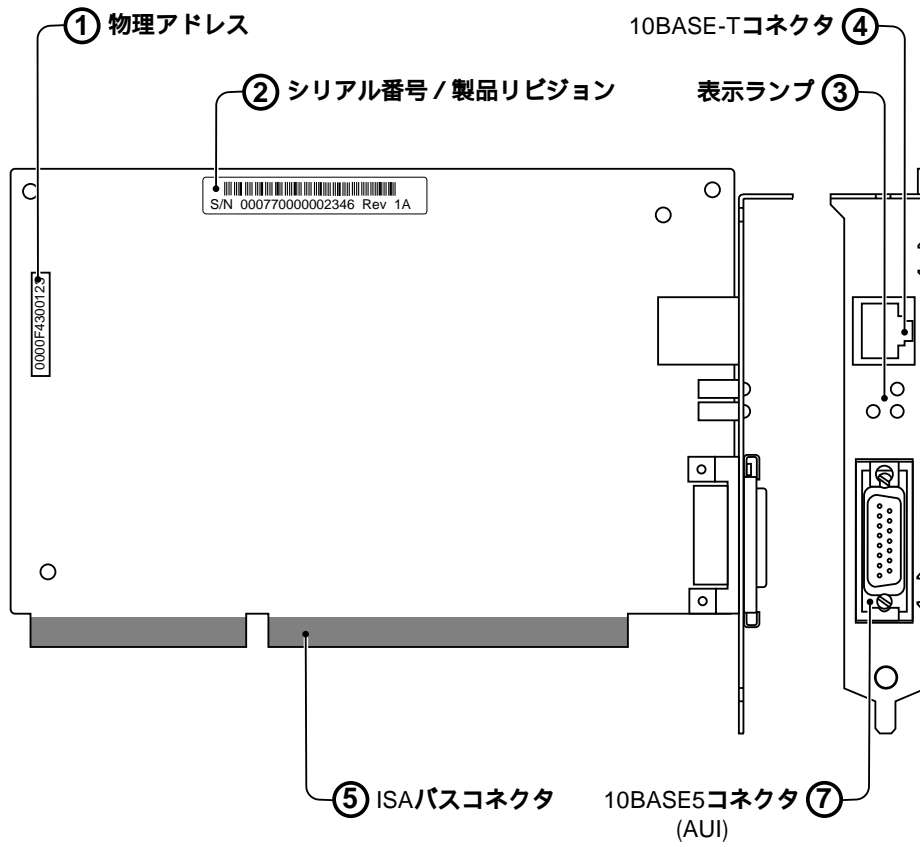 ① 物理アドレス
10BASE-Tコネクタ ④
② シリアル番号 / 製品リビジョン
表示ランプ ③
S/N 000770000002346 Rev 1A
0000F4300123
⑤ ISAバスコネクタ
10BASE5コネクタ ⑦
(AUI)